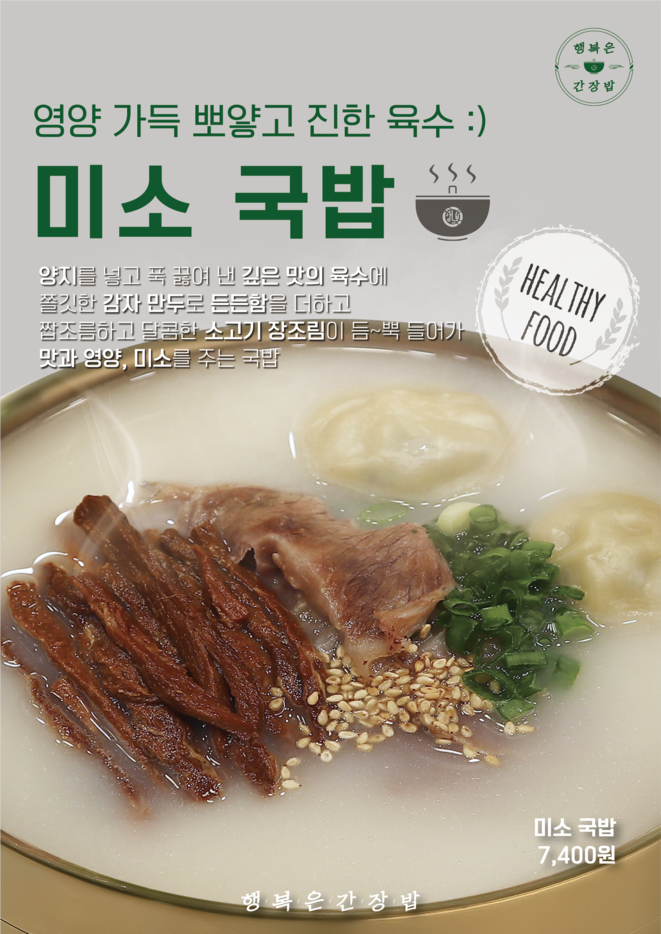 행복은
간장밥
영양 가득 뽀얗고 진한 육수 :)
미소 국밥
양지를 넣고 푹 끓여 낸 깊은 맛의 육수에
쫄깃한 감자 만두로 든든함을 더하고
짭조름하고 달콤한 소고기 장조림이 듬~뿍 들어가
맛과 영양, 미소를 주는 국밥
HEALTHY
FOOD
미소 국밥
7,400원
행복은간장밥